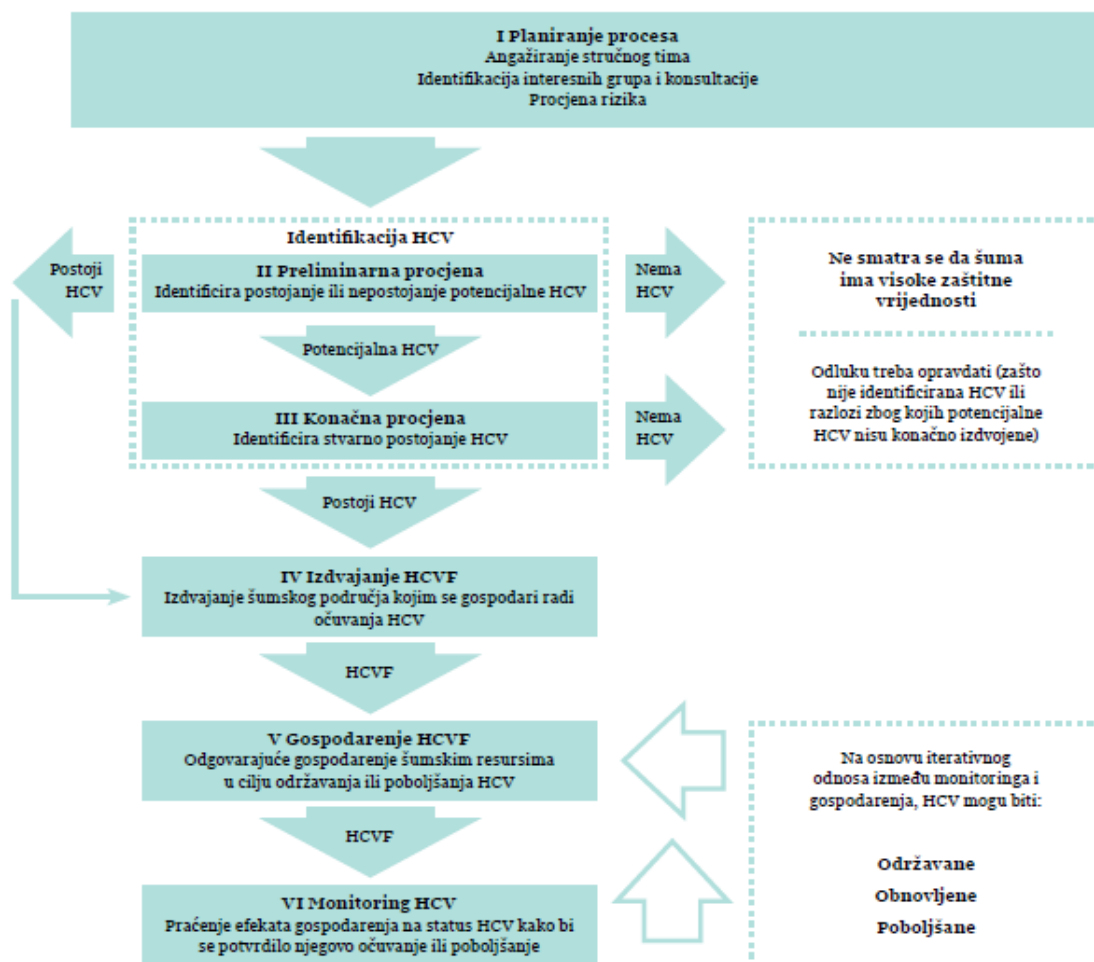 I Planiranje procesa
Angažiranje stručnog tima
Identifikacija interesnih grupa i konsultacije
Procjena rizika
Identifikacija HCV
Postoji
HCV
II Preliminarna procjena
Identificira postojanje ili nepostojanje potencijalne HCV
Nema
HCV
Ne smatra se da šuma
ima visoke zaštitne
vrijednosti
Potencijalna HCV
III Konačna procjena
Identificira stvarno postojanje HCV
Nema
HCV
Odluku treba opravdati (zašto
nije identificirana HCV ili
razlozi zbog kojih potencijalne
HCV nisu konačno izdvojene)
Postoji HCV
IV Izdvajanje HCVF
Izdvajanje šumskog područja kojim se gospodari radi
očuvanja HCV
HCVF
V Gospodarenje HCVF
Odgovarajuće gospodarenje šumskim resursima
u cilju održavanja ili poboljšanja HCV
HCVF
VI Monitoring HCV
Praćenje efekata gospodarenja na status HCV kako bi
se potvrdilo njegovo očuvanje ili poboljšanje
Na osnovu iterativnog
odnosa između monitoringa i
gospodarenja, HCV mogu biti:
Održavane
Obnovljene
Poboljšane